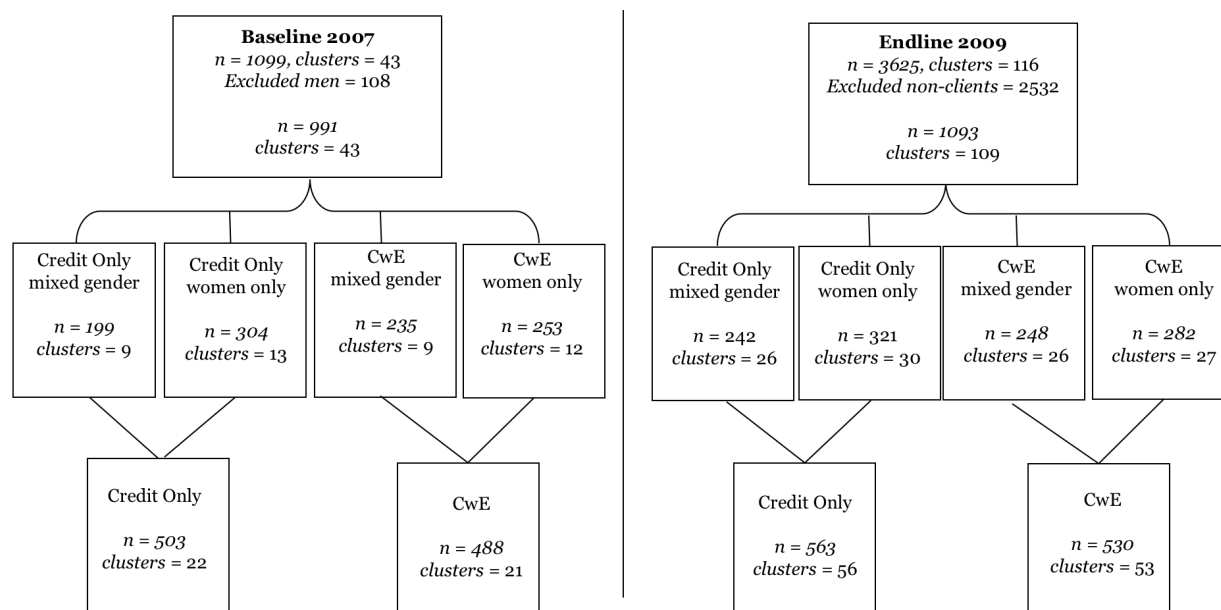 Baseline 2007
n = 1099, clusters = 43
Excluded men = 108
n = 991
clusters = 43
Credit Only
mixed gender
n = 199
clusters = 9
Credit Only
women only
n = 304
clusters = 13
CwE
mixed gender
n = 235
clusters = 9
CwE
women only
n = 253
clusters = 12
Credit Only
n = 503
clusters = 22
CwE
n = 488
clusters = 21
Endline 2009
n = 3625, clusters = 116
Excluded non-clients = 2532
n = 1093
clusters = 109
Credit Only
mixed gender
n = 242
clusters = 26
Credit Only
women only
n = 321
clusters = 30
CwE
mixed gender
n = 248
clusters = 26
CwE
women only
n = 282
clusters = 27
Credit Only
n = 563
clusters = 56
CwE
n = 530
clusters = 53